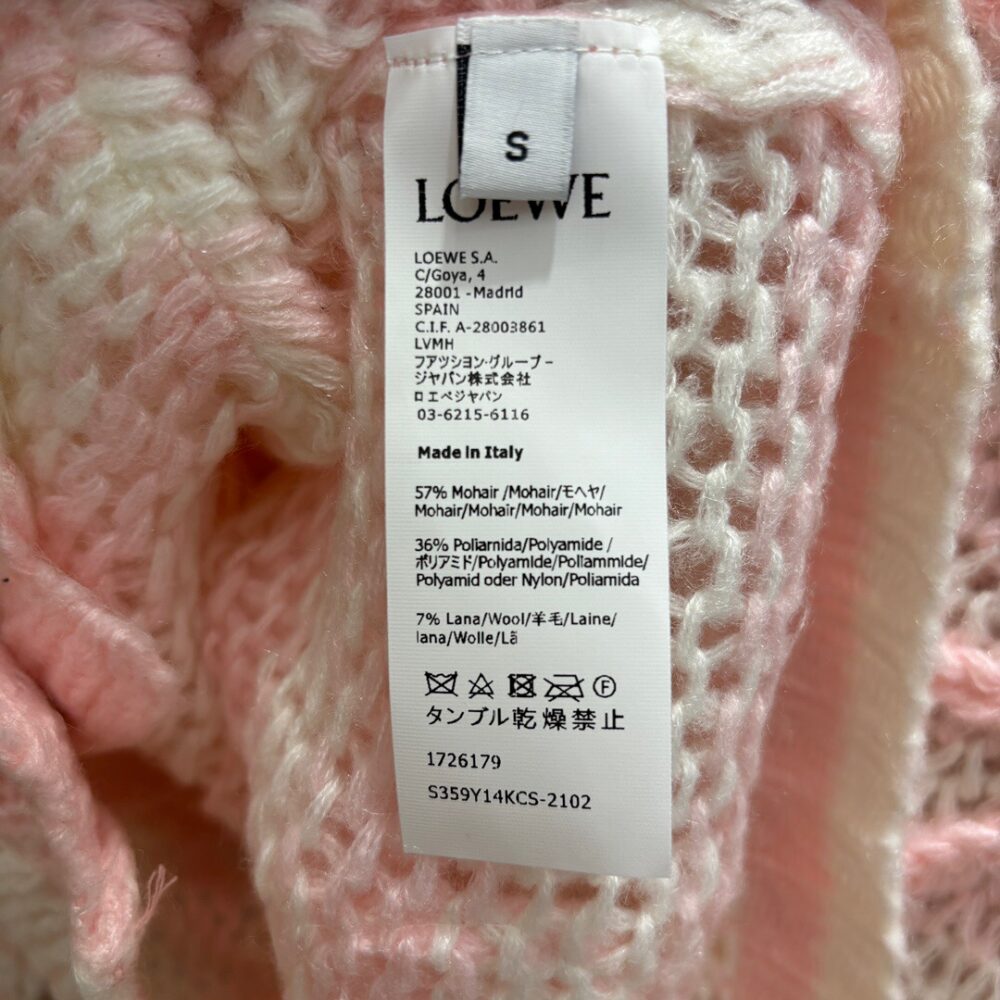 S
LOEWE
LOEWE S.A.
C/Goya, 4
28001 - Madrid
SPAIN
C.I.F. A-28003861
LVMH
フアツシヨン・グループ－
ジヤパン株式会社
ロエベジャパン
03-6215-6116
Made in Italy
57% Mohair /Mohair/モヘヤ/
Mohair/Mohair/Mohair/Mohair
36% Poliamida/Polyamide /
ポリアミド/Polyamide/Poliammide/
Polyamid oder Nylon/Poliamida
7% Lana/Wool/羊毛/Laine/
lana/Wolle/Lã
F
タンブル乾燥禁止
1726179
S359Y14KCS-2102